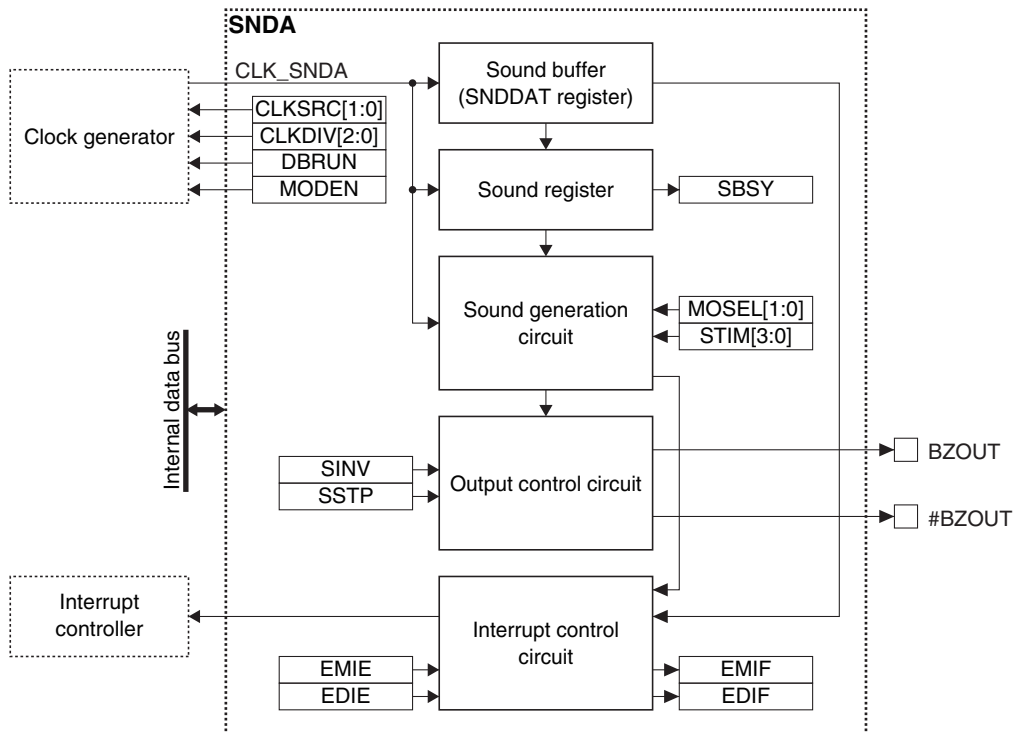 SNDA
CLK_SNDA
Clock generator
CLKSRC[1:0]
CLKDIV[2:0]
DBRUN
MODEN
Sound buffer
(SNDDAT register)
Sound register
SBSY
Sound generation
circuit
MOSEL[1:0]
STIM[3:0]
Internal data bus
SINV
SSTP
Output control circuit
BZOUT
#BZOUT
Interrupt
controller
Interrupt control
circuit
EMIE
EDIE
EMIF
EDIF